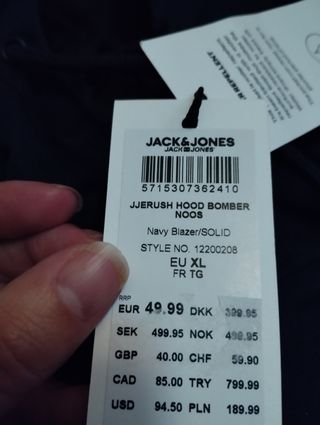 R REPELLENT
JACK&JONES
JACK JONES
5715307362410
JJERUSH HOOD BOMBER
NOOS
Navy Blazer/SOLID
STYLE NO. 12200208
EU XL
FR TG
RRP
EUR 49.99 DKK 399.95
SEK 499.95 NOK 499.95
GBP 40.00 CHF 59.90
CAD 85.00 TRY 799.99
USD 94.50 PLN 189.99